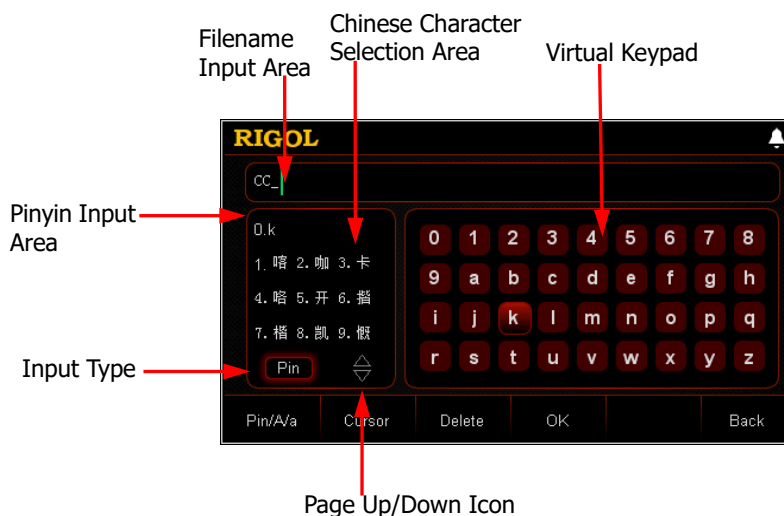 Filename
Input Area
Chinese Character
Selection Area
Virtual Keypad
RIGOL
CC_
Pinyin Input
Area
0.k
1.喀 2.咖 3.卡
4.咯 5.开 6.揩
7.楷 8.凯 9.慨
Input Type
Pin
0 1 2 3 4 5 6 7 8
9 a b c d e f g h
i j k l m n o p q
r s t u v w x y z
Pin/A/a Cursor Delete OK Back
Page Up/Down Icon